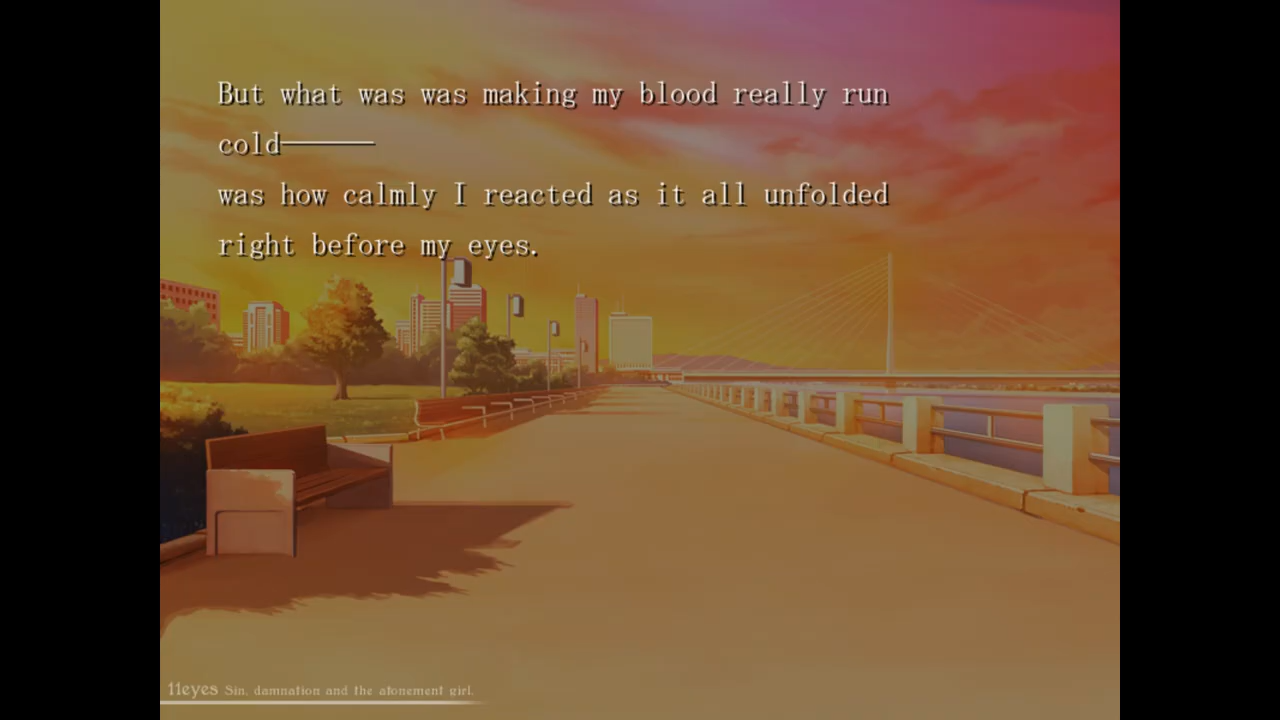 But what was was making my blood really run
cold―――
was how calmly I reacted as it all unfolded
right before my eyes.
11eyes Sin, damnation and the atonement girl.